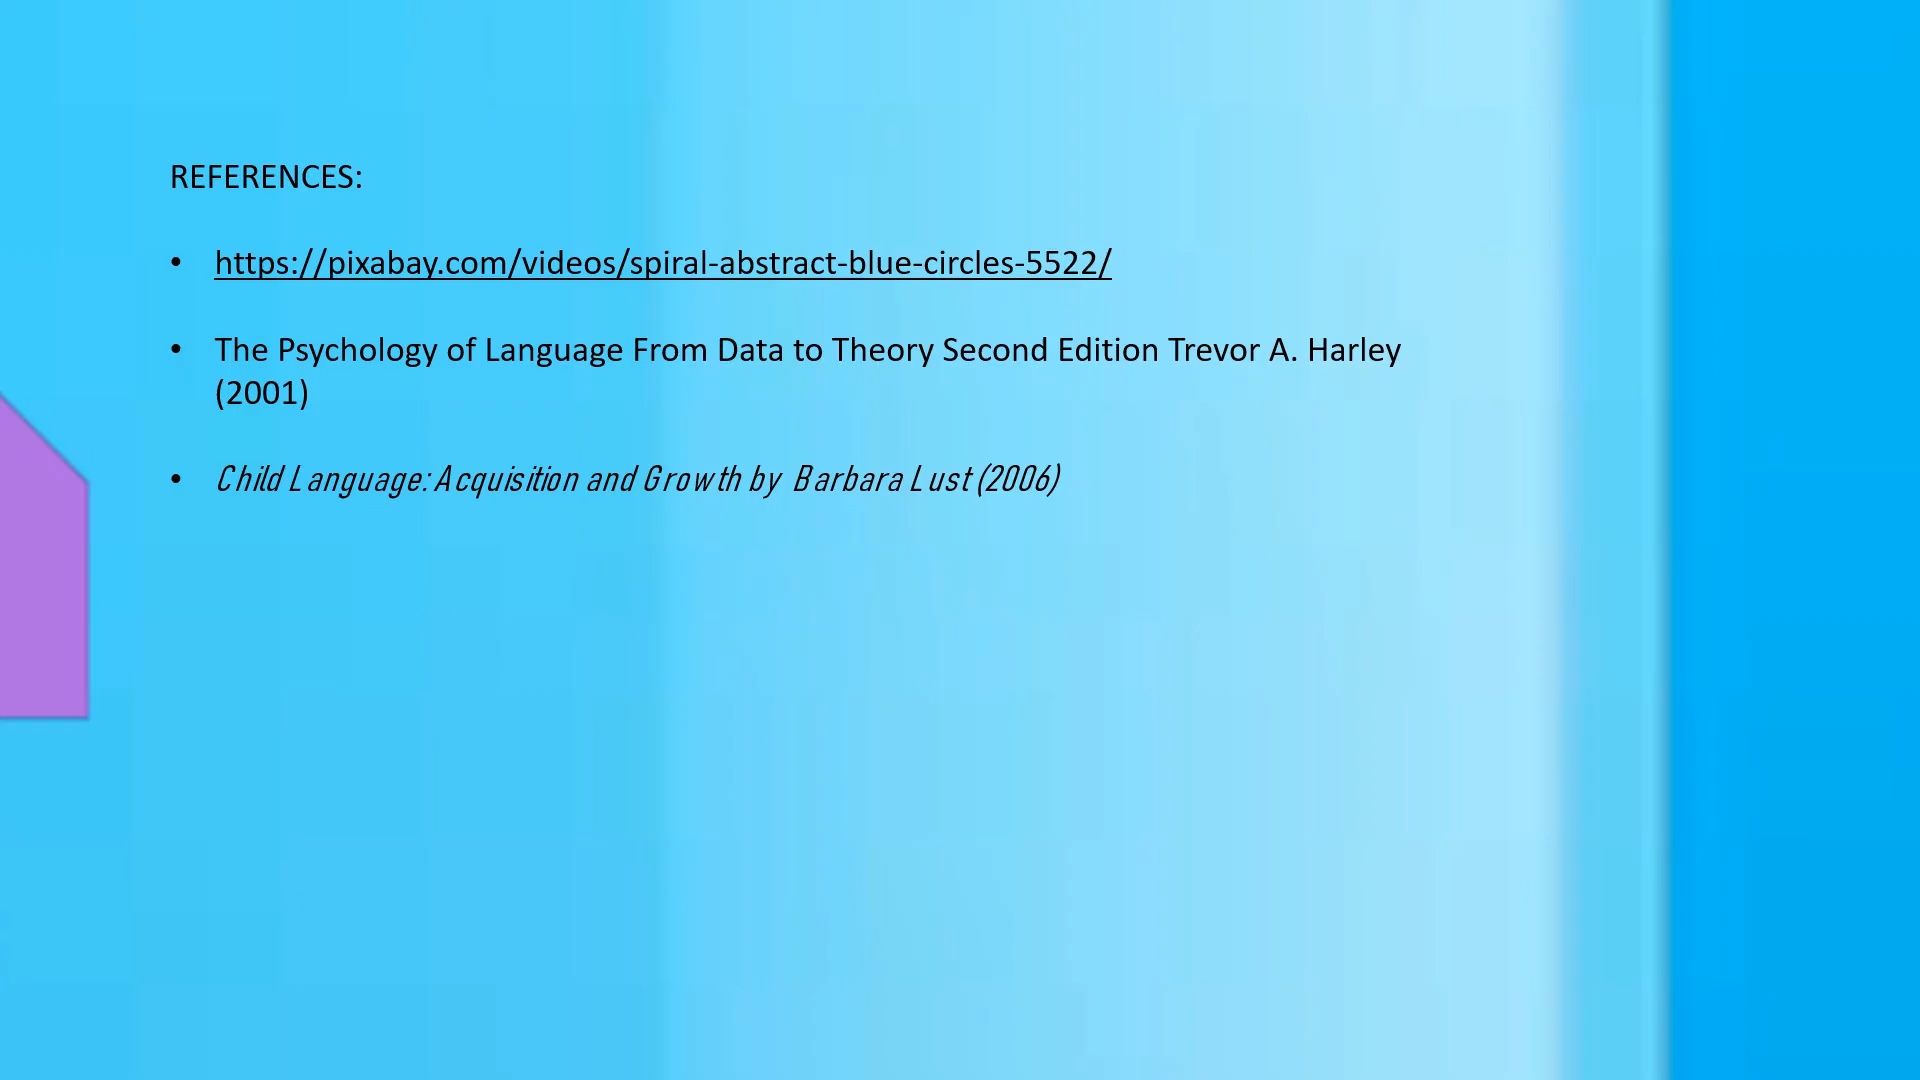 REFERENCES:
• https://pixabay.com/videos/spiral-abstract-blue-circles-5522/
• The Psychology of Language From Data to Theory Second Edition Trevor A. Harley
(2001)
• Child Language: Acquisition and Growth by Barbara Lust (2006)